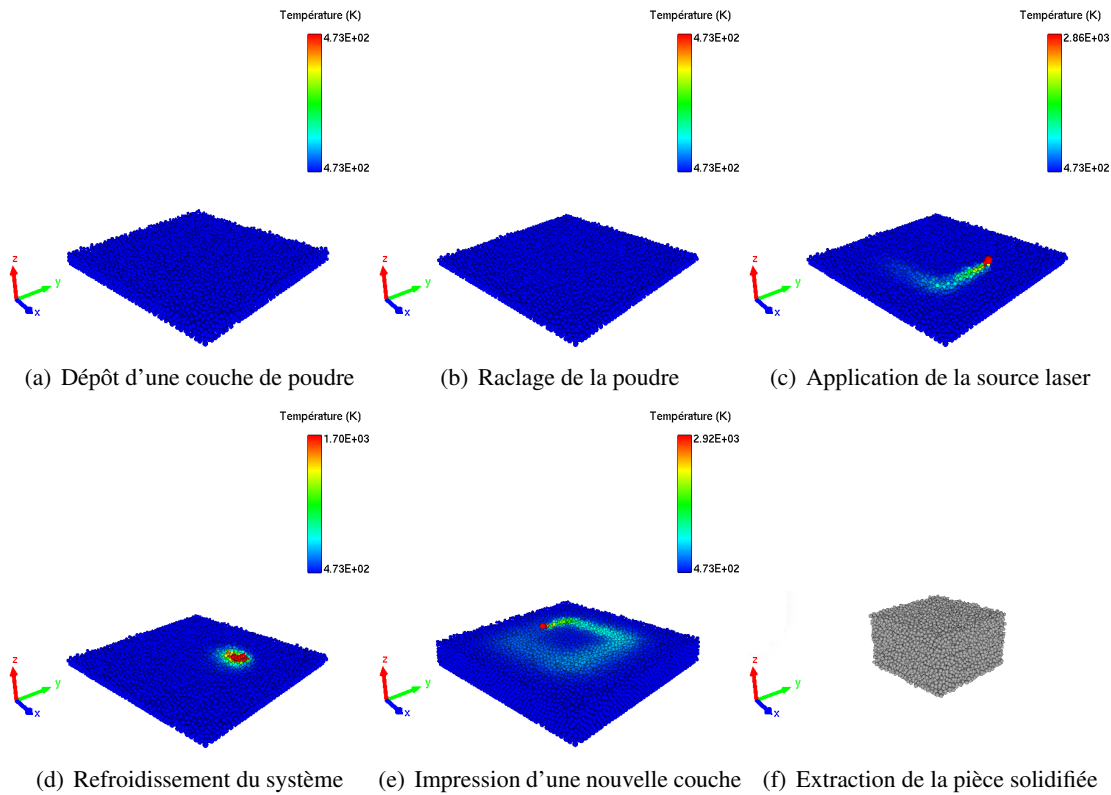 Température (K)
4.73E+02
4.73E+02
z
y
x
(a) Dépôt d'une couche de poudre
Température (K)
4.73E+02
4.73E+02
z
y
x
(b) Raclage de la poudre
Température (K)
2.86E+03
4.73E+02
z
y
x
(c) Application de la source laser
Température (K)
1.70E+03
4.73E+02
z
y
x
(d) Refroidissement du système
Température (K)
2.92E+03
4.73E+02
z
y
x
(e) Impression d'une nouvelle couche
z
y
x
(f) Extraction de la pièce solidifiée